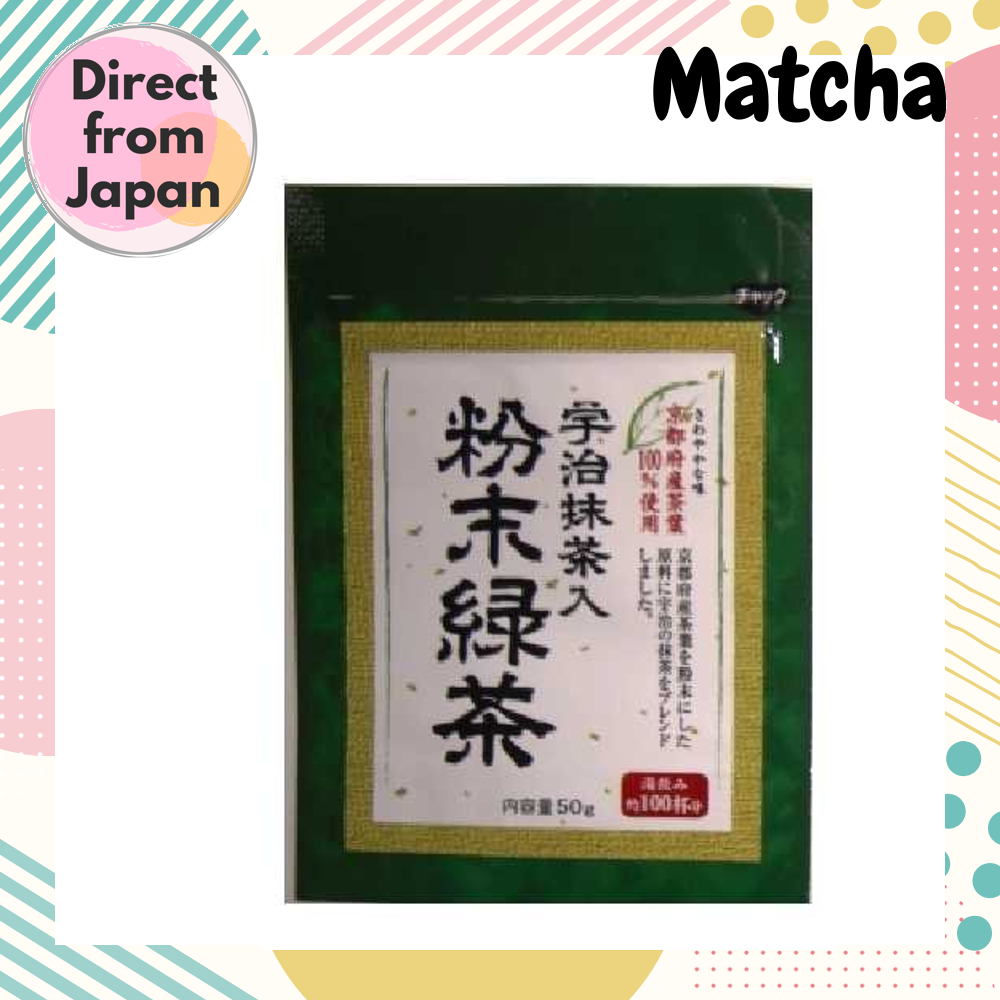 Direct
from
Japan
Matcha
チャック
さわやかな味
京都府産茶葉
100%使用
京都府産茶葉を粉末にした
原料に宇治の抹茶をブレンド
しました。
宇治抹茶入
粉末緑茶
内容量50g
湯飲み
約100杯分